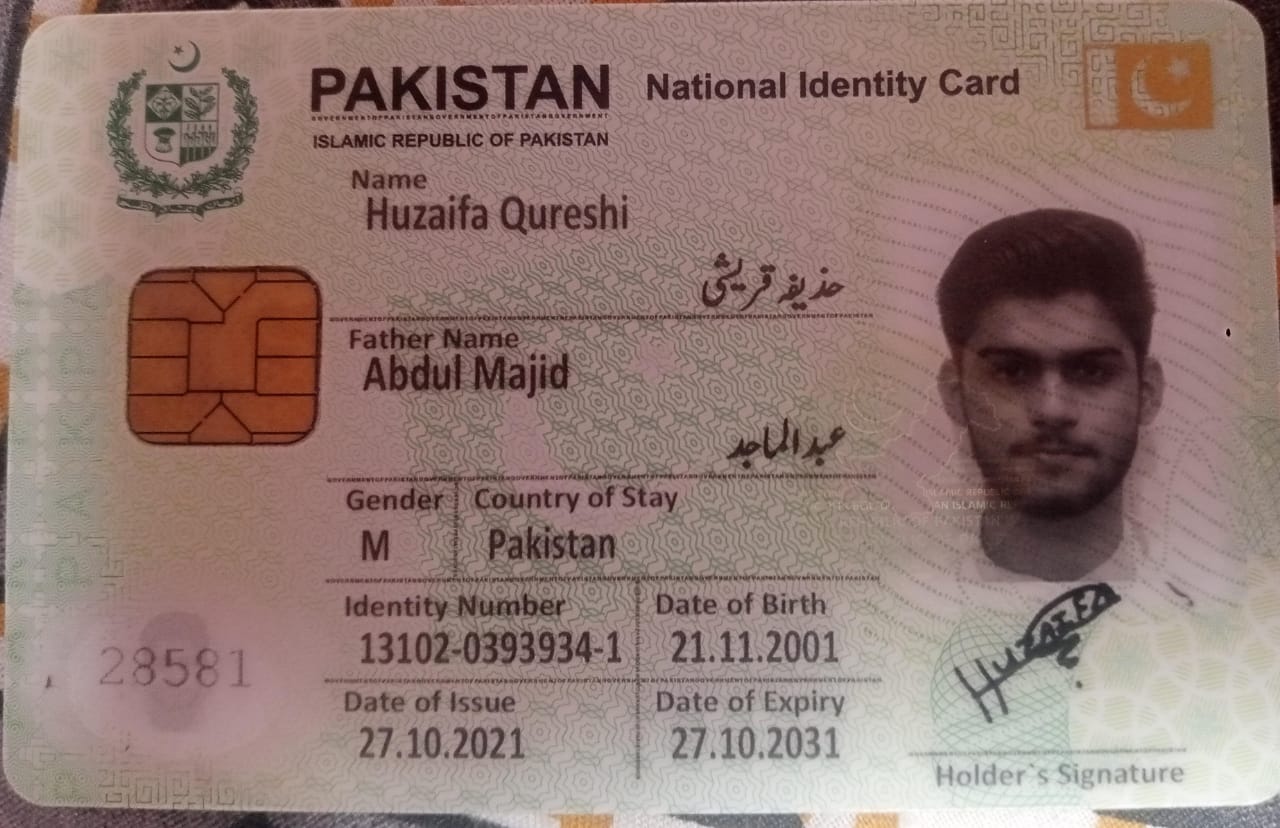 PAKISTAN National Identity Card
ISLAMIC REPUBLIC OF PAKISTAN
Name
Huzaifa Qureshi
حذیفہ قریشی
Father Name
Abdul Majid
عبدالماجد
Gender Country of Stay
M Pakistan
Identity Number Date of Birth
13102-0393934-1 21.11.2001
28581
Date of Issue Date of Expiry
27.10.2021 27.10.2031
Huzaifa
Holder`s Signature